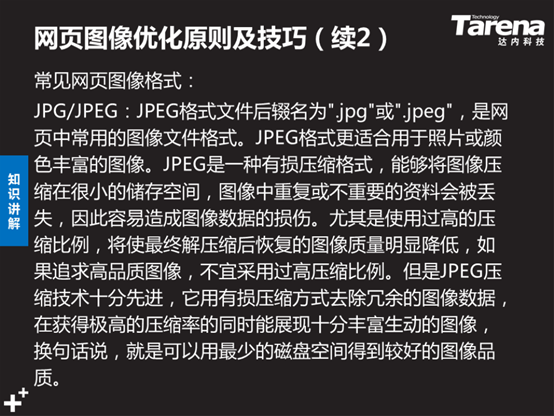 网页图像优化原则及技巧（续2）
Technology
Tarena
达内科技
常见网页图像格式：
JPG/JPEG：JPEG格式文件后辍名为".jpg"或".jpeg"，是网
页中常用的图像文件格式。JPEG格式更适合用于照片或颜
色丰富的图像。JPEG是一种有损压缩格式，能够将图像压
缩在很小的储存空间，图像中重复或不重要的资料会被丢
失，因此容易造成图像数据的损伤。尤其是使用过高的压
缩比例，将使最终解压缩后恢复的图像质量明显降低，如
果追求高品质图像，不宜采用过高压缩比例。但是JPEG压
缩技术十分先进，它用有损压缩方式去除冗余的图像数据，
在获得极高的压缩率的同时能展现十分丰富生动的图像，
换句话说，就是可以用最少的磁盘空间得到较好的图像品
质。
知识讲解